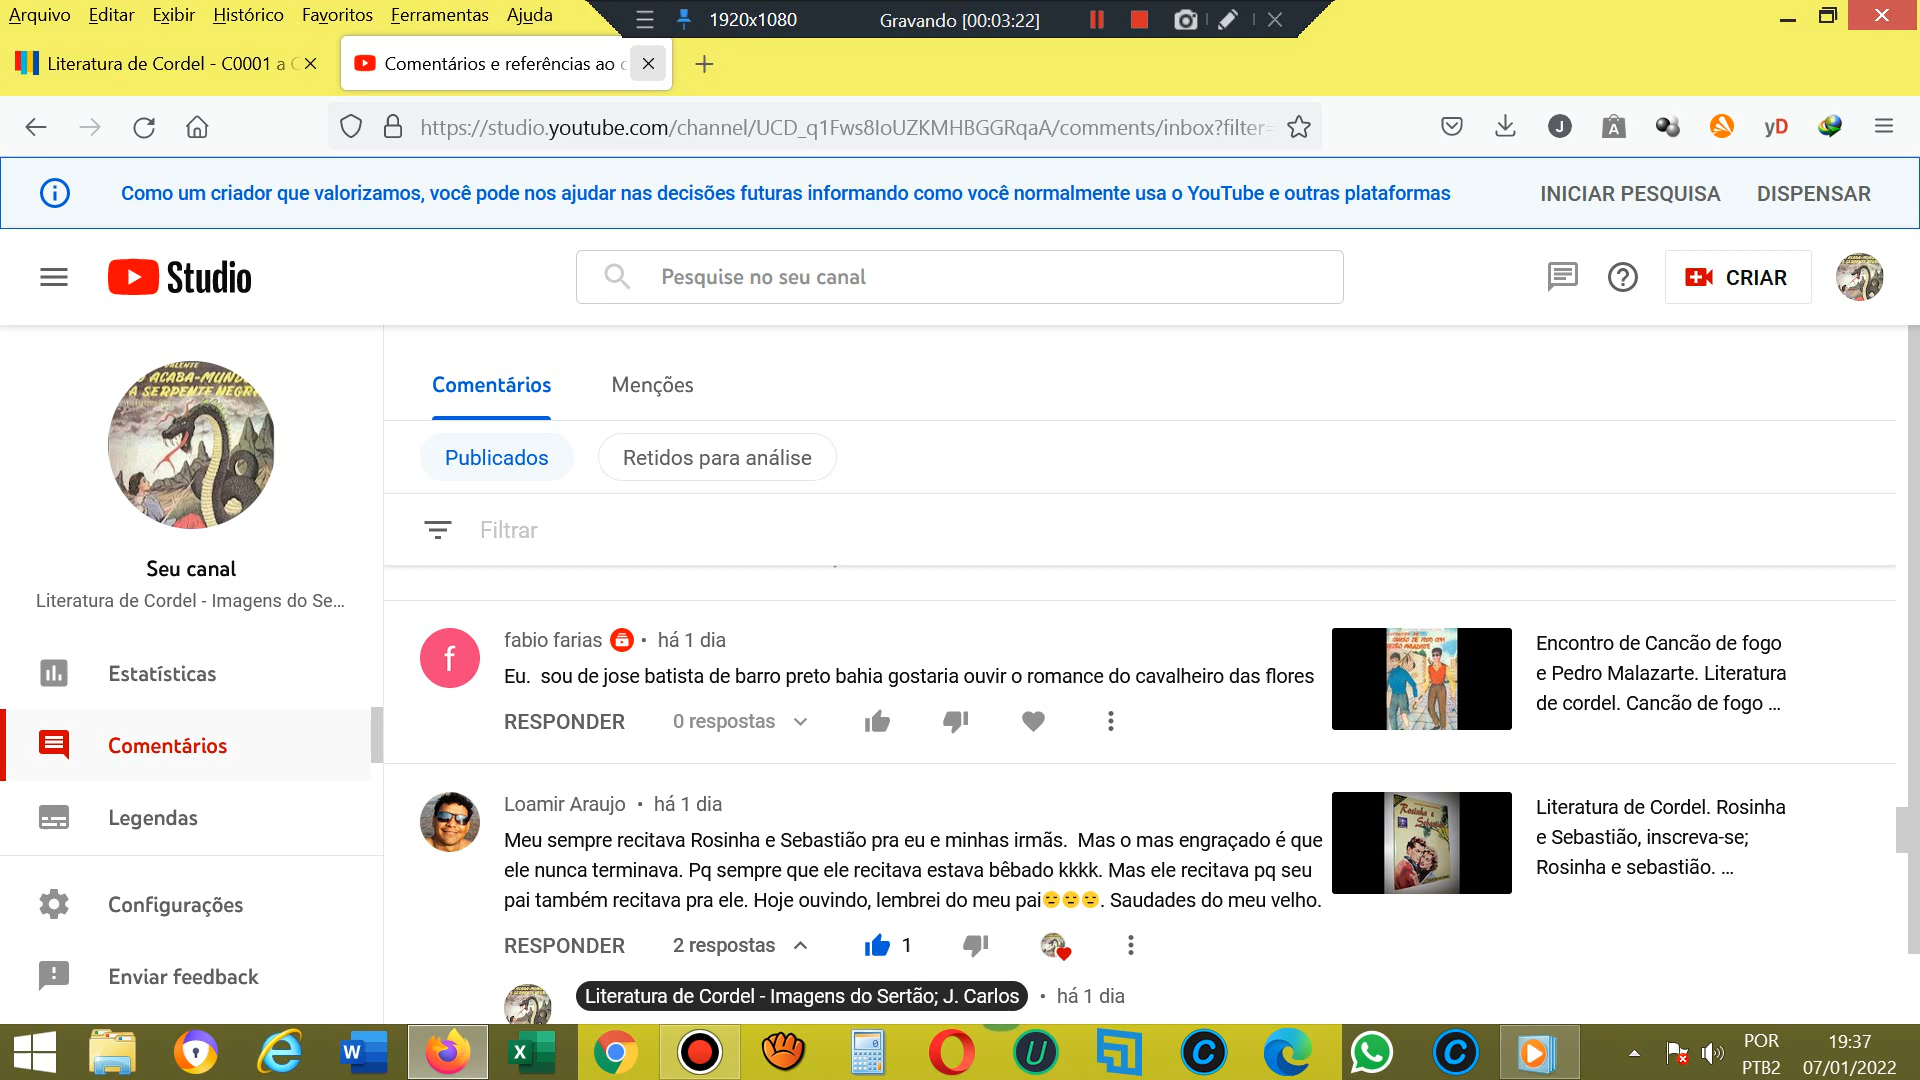 Arquivo Editar Exibir Histórico Favoritos Ferramentas Ajuda
1920x1080 Gravando [00:03:22]
Literatura de Cordel - C0001 a C
Comentários e referências ao c
https://studio.youtube.com/channel/UCD_q1Fws8IoUZKMHBGGRqaA/comments/inbox?filter=
J A yD
Como um criador que valorizamos, você pode nos ajudar nas decisões futuras informando como você normalmente usa o YouTube e outras plataformas
INICIAR PESQUISA DISPENSAR
Studio
Pesquise no seu canal
CRIAR
VALENTE
O ACABA-MUNDO
A SERPENTE NEGRA
Seu canal
Literatura de Cordel - Imagens do Se...
Estatísticas
Comentários
Legendas
Configurações
Enviar feedback
Comentários Menções
Publicados Retidos para análise
Filtrar
f
fabio farias • há 1 dia
Eu. sou de jose batista de barro preto bahia gostaria ouvir o romance do cavalheiro das flores
RESPONDER 0 respostas
Encontro de Cancão de fogo
e Pedro Malazarte. Literatura
de cordel. Cancão de fogo ...
Loamir Araujo • há 1 dia
Meu sempre recitava Rosinha e Sebastião pra eu e minhas irmãs. Mas o mas engraçado é que
ele nunca terminava. Pq sempre que ele recitava estava bêbado kkkk. Mas ele recitava pq seu
pai também recitava pra ele. Hoje ouvindo, lembrei do meu pai😔😔😔. Saudades do meu velho.
RESPONDER 2 respostas 1
Rosinha e
Sebastião
Literatura de Cordel. Rosinha
e Sebastião, inscreva-se;
Rosinha e sebastião. ...
Literatura de Cordel - Imagens do Sertão; J. Carlos • há 1 dia
POR
PTB2
19:37
07/01/2022